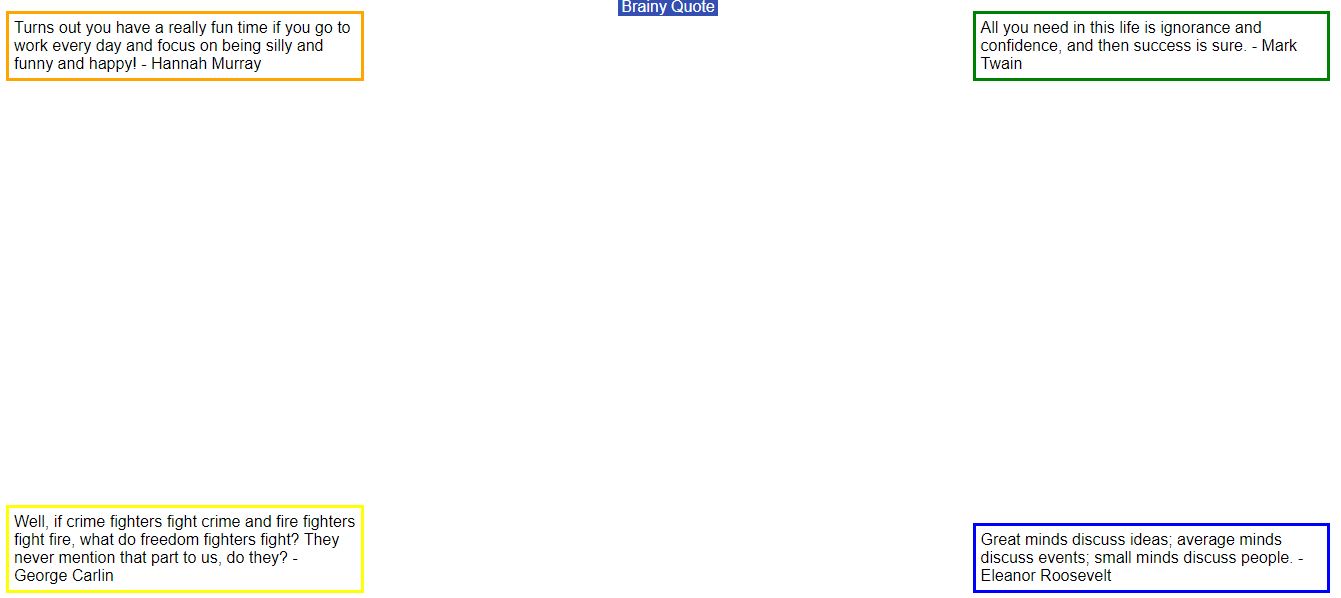 Brainy Quote
Turns out you have a really fun time if you go to
work every day and focus on being silly and
funny and happy! - Hannah Murray
All you need in this life is ignorance and
confidence, and then success is sure. - Mark
Twain
Well, if crime fighters fight crime and fire fighters
fight fire, what do freedom fighters fight? They
never mention that part to us, do they? -
George Carlin
Great minds discuss ideas; average minds
discuss events; small minds discuss people. -
Eleanor Roosevelt